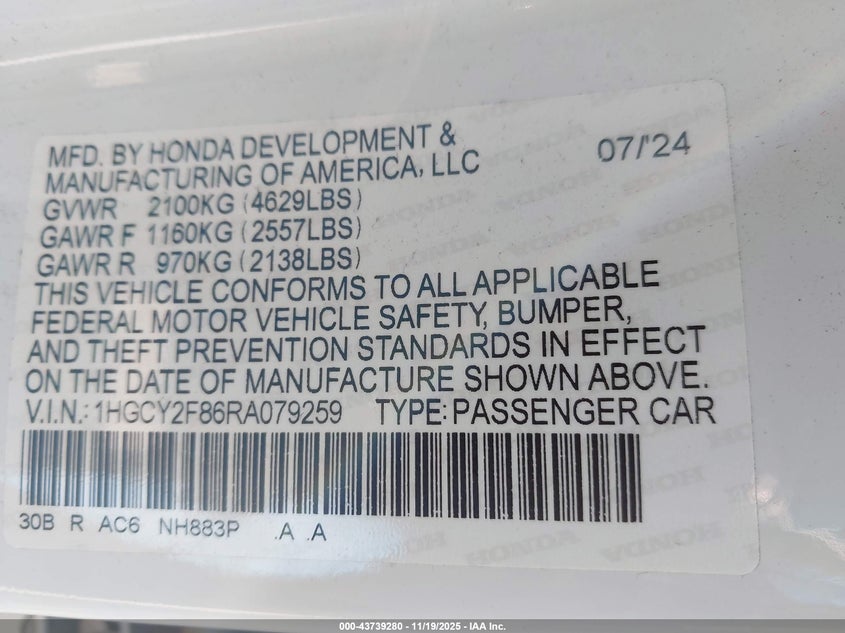 MFD. BY HONDA DEVELOPMENT &
MANUFACTURING OF AMERICA, LLC 07/'24
GVWR 2100KG (4629LBS)
GAWR F 1160KG (2557LBS)
GAWR R 970KG (2138LBS)
THIS VEHICLE CONFORMS TO ALL APPLICABLE
FEDERAL MOTOR VEHICLE SAFETY, BUMPER,
AND THEFT PREVENTION STANDARDS IN EFFECT
ON THE DATE OF MANUFACTURE SHOWN ABOVE.
V.I.N.: 1HGCY2F86RA079259 TYPE: PASSENGER CAR
30B R AC6 NH883P .A .A
HONDA HONDA HONDA
000-43739280 - 11/19/2025 - IAA Inc.